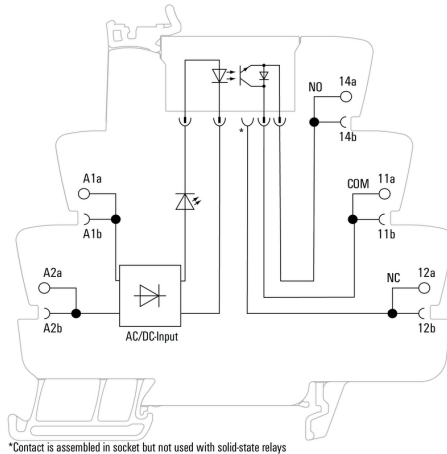 NO
14a
14b
*
A1a
A1b
COM
11a
11b
A2a
A2b
NC
12a
12b
AC/DC-Input
*Contact is assembled in socket but not used with solid-state relays